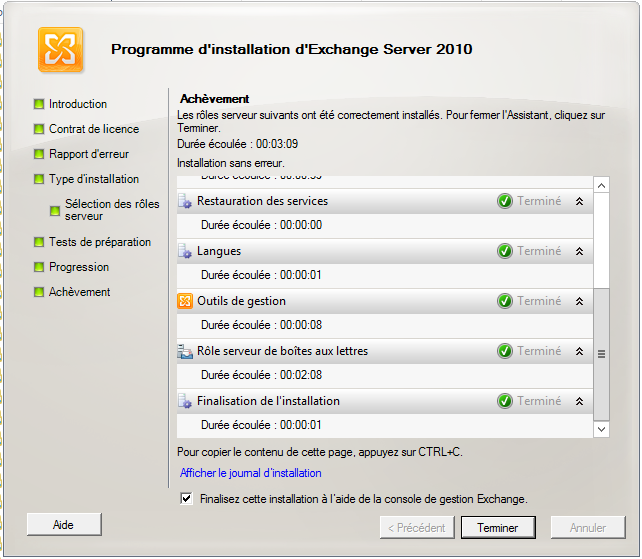 Programme d'installation d'Exchange Server 2010
Introduction
Contrat de licence
Rapport d'erreur
Type d'installation
Sélection des rôles
serveur
Tests de préparation
Progression
Achèvement
Achèvement
Les rôles serveur suivants ont été correctement installés. Pour fermer l'Assistant, cliquez sur
Terminer.
Durée écoulée : 00:03:09
Installation sans erreur.
Restauration des services Terminé
Durée écoulée : 00:00:00
Langues Terminé
Durée écoulée : 00:00:01
Outils de gestion Terminé
Durée écoulée : 00:00:08
Rôle serveur de boîtes aux lettres Terminé
Durée écoulée : 00:02:08
Finalisation de l'installation Terminé
Durée écoulée : 00:00:01
Pour copier le contenu de cette page, appuyez sur CTRL+C.
Afficher le journal d'installation
Finalisez cette installation à l'aide de la console de gestion Exchange.
Aide
< Précédent
Terminer
Annuler